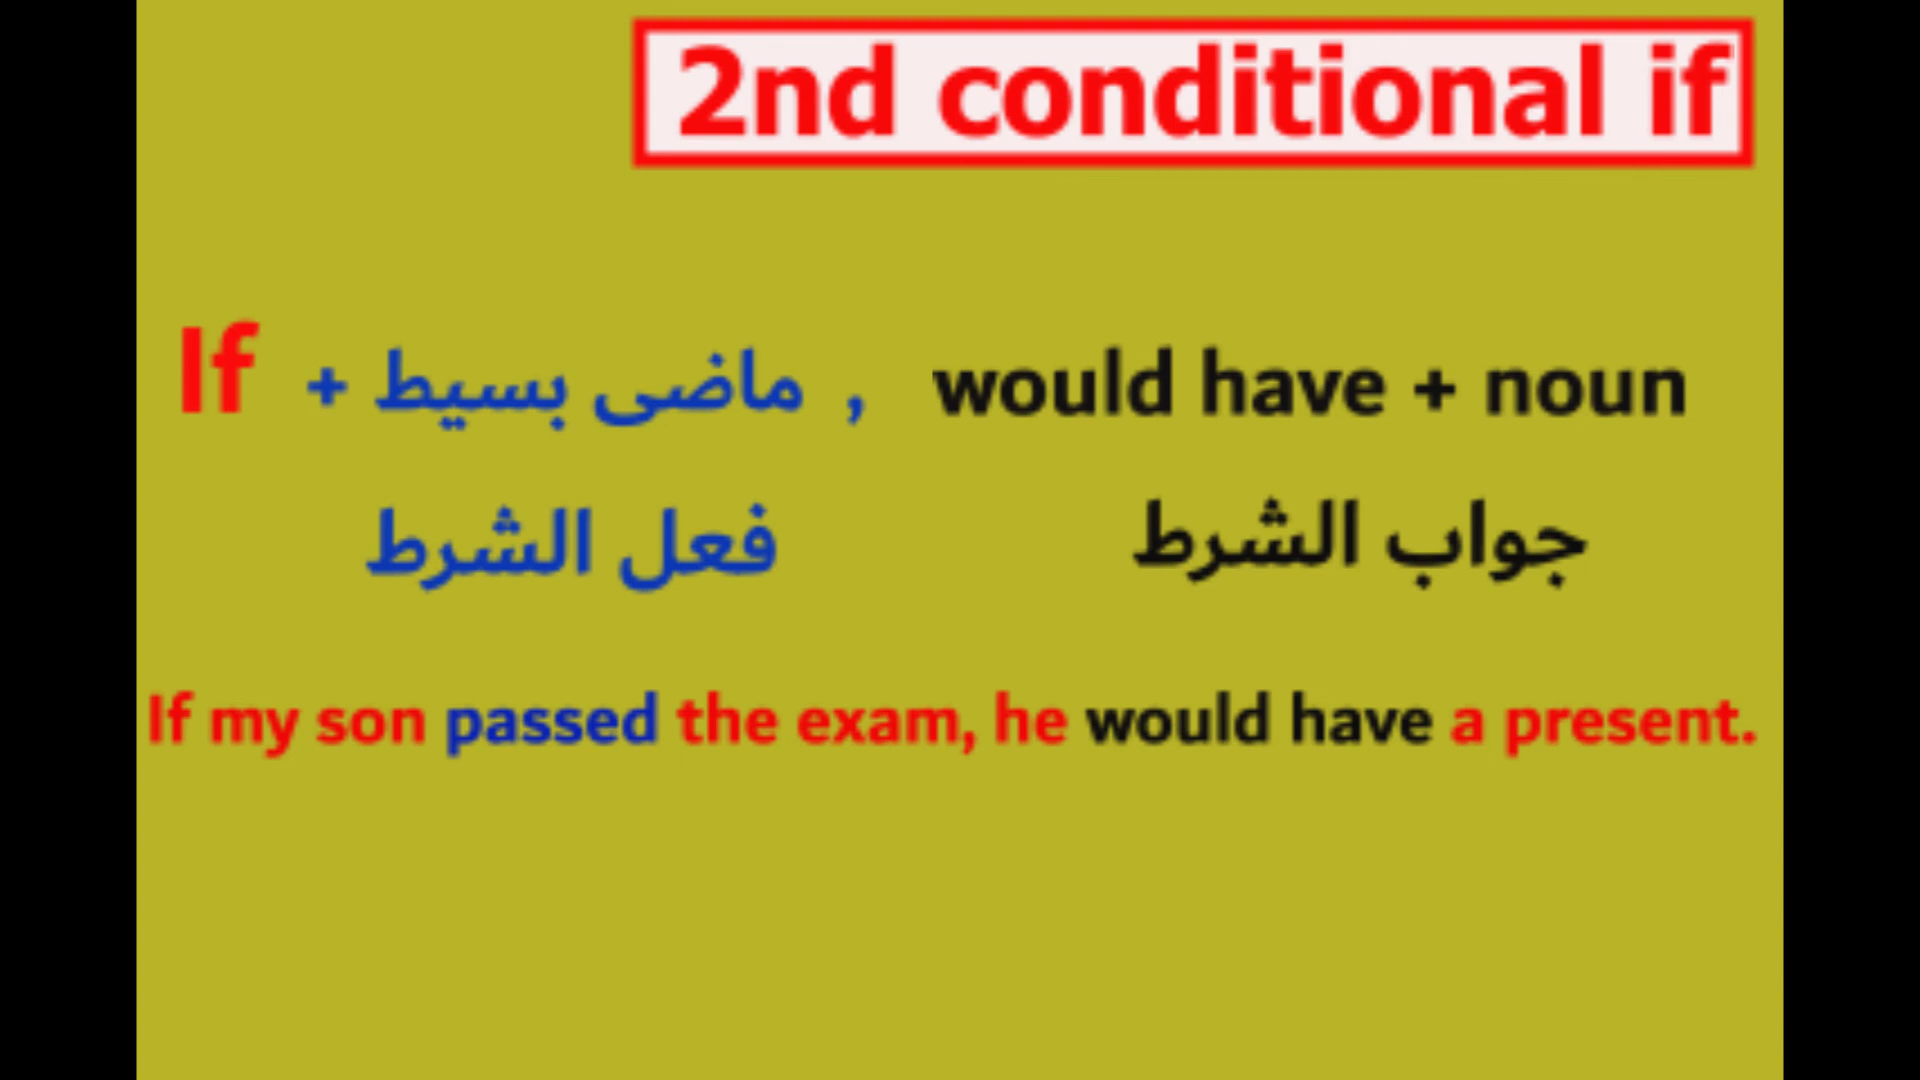 2nd conditional if
If + ماضى بسيط , would have + noun
فعل الشرط جواب الشرط
If my son passed the exam, he would have a present.